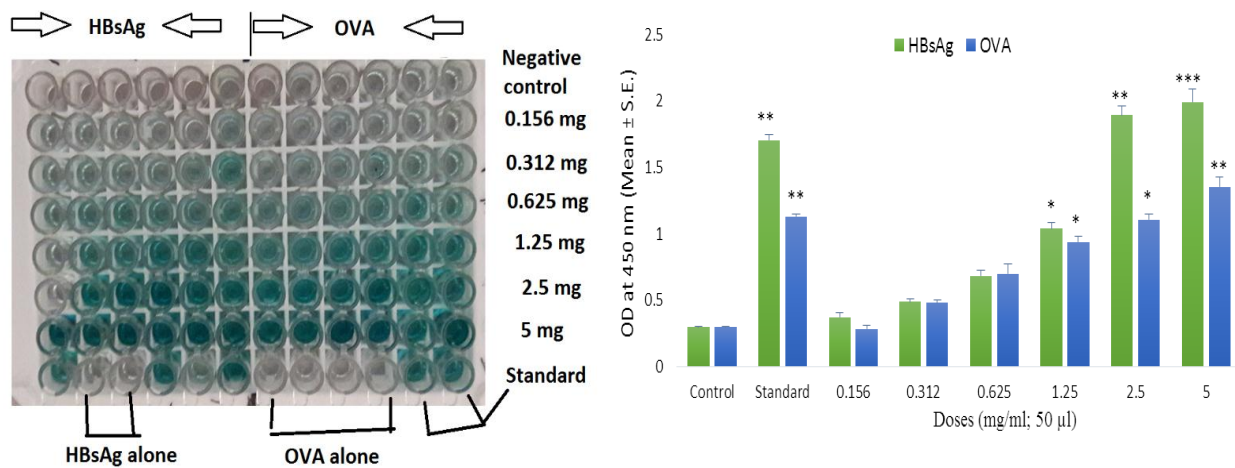 HBsAg
OVA
Negative
control
0.156 mg
0.312 mg
0.625 mg
1.25 mg
2.5 mg
5 mg
Standard
HBsAg alone
OVA alone
HBsAg OVA
OD at 450 nm (Mean ± S.E.)
2.5
2
1.5
1
0.5
0
** **
* *
** *
*** **
Control Standard 0.156 0.312 0.625 1.25 2.5 5
Doses (mg/ml; 50 µl)